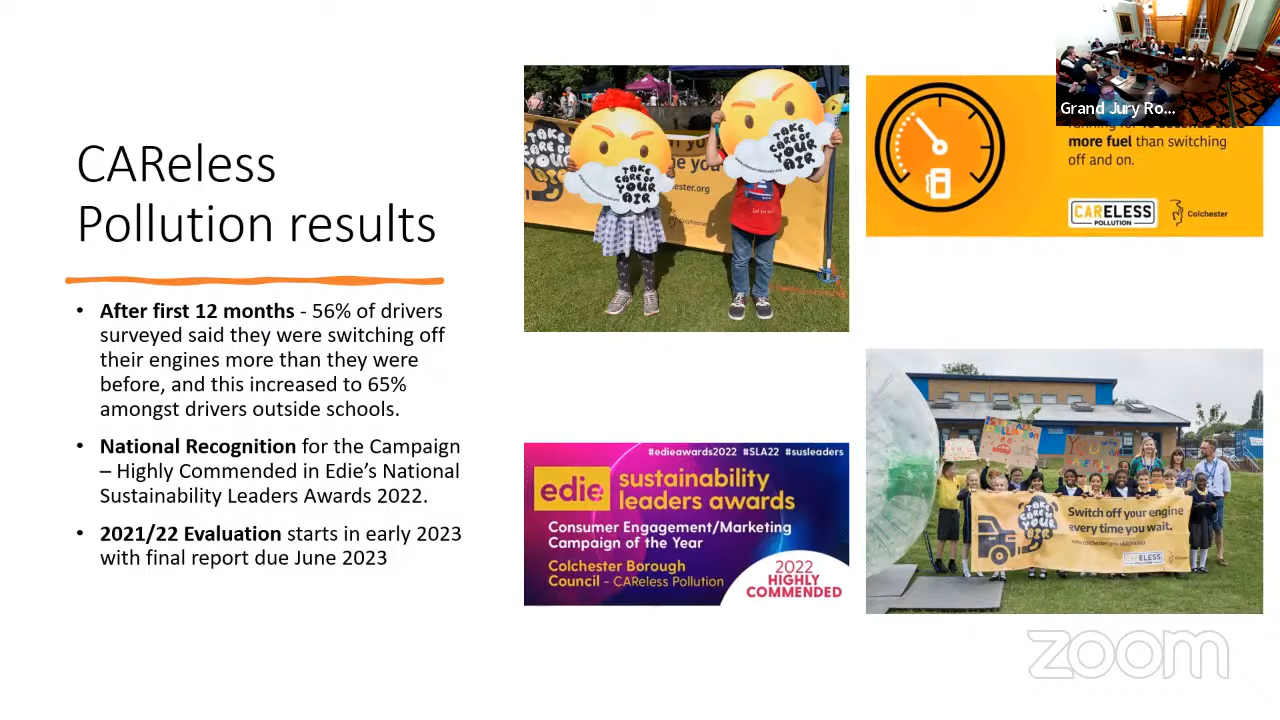 CAReless
Pollution results
• After first 12 months - 56% of drivers
surveyed said they were switching off
their engines more than they were
before, and this increased to 65%
amongst drivers outside schools.
• National Recognition for the Campaign
– Highly Commended in Edie's National
Sustainability Leaders Awards 2022.
• 2021/22 Evaluation starts in early 2023
with final report due June 2023
TAKE
CARE OF
YOUR
TAKE
CARE OF
YOUR
AIR
TAKE
CARE OF
YOUR
AIR
Grand Jury Ro...
more fuel than switching
off and on.
CARELESS
POLLUTION
Colchester
#edieawards2022 #SLA22 #susleaders
edie
sustainability
leaders awards
Consumer Engagement/Marketing
Campaign of the Year
Colchester Borough
Council - CAReless Pollution
2022
HIGHLY
COMMENDED
TAKE
CARE OF
YOUR
AIR
Switch off your engine
every time you wait.
CARELESS
zoom